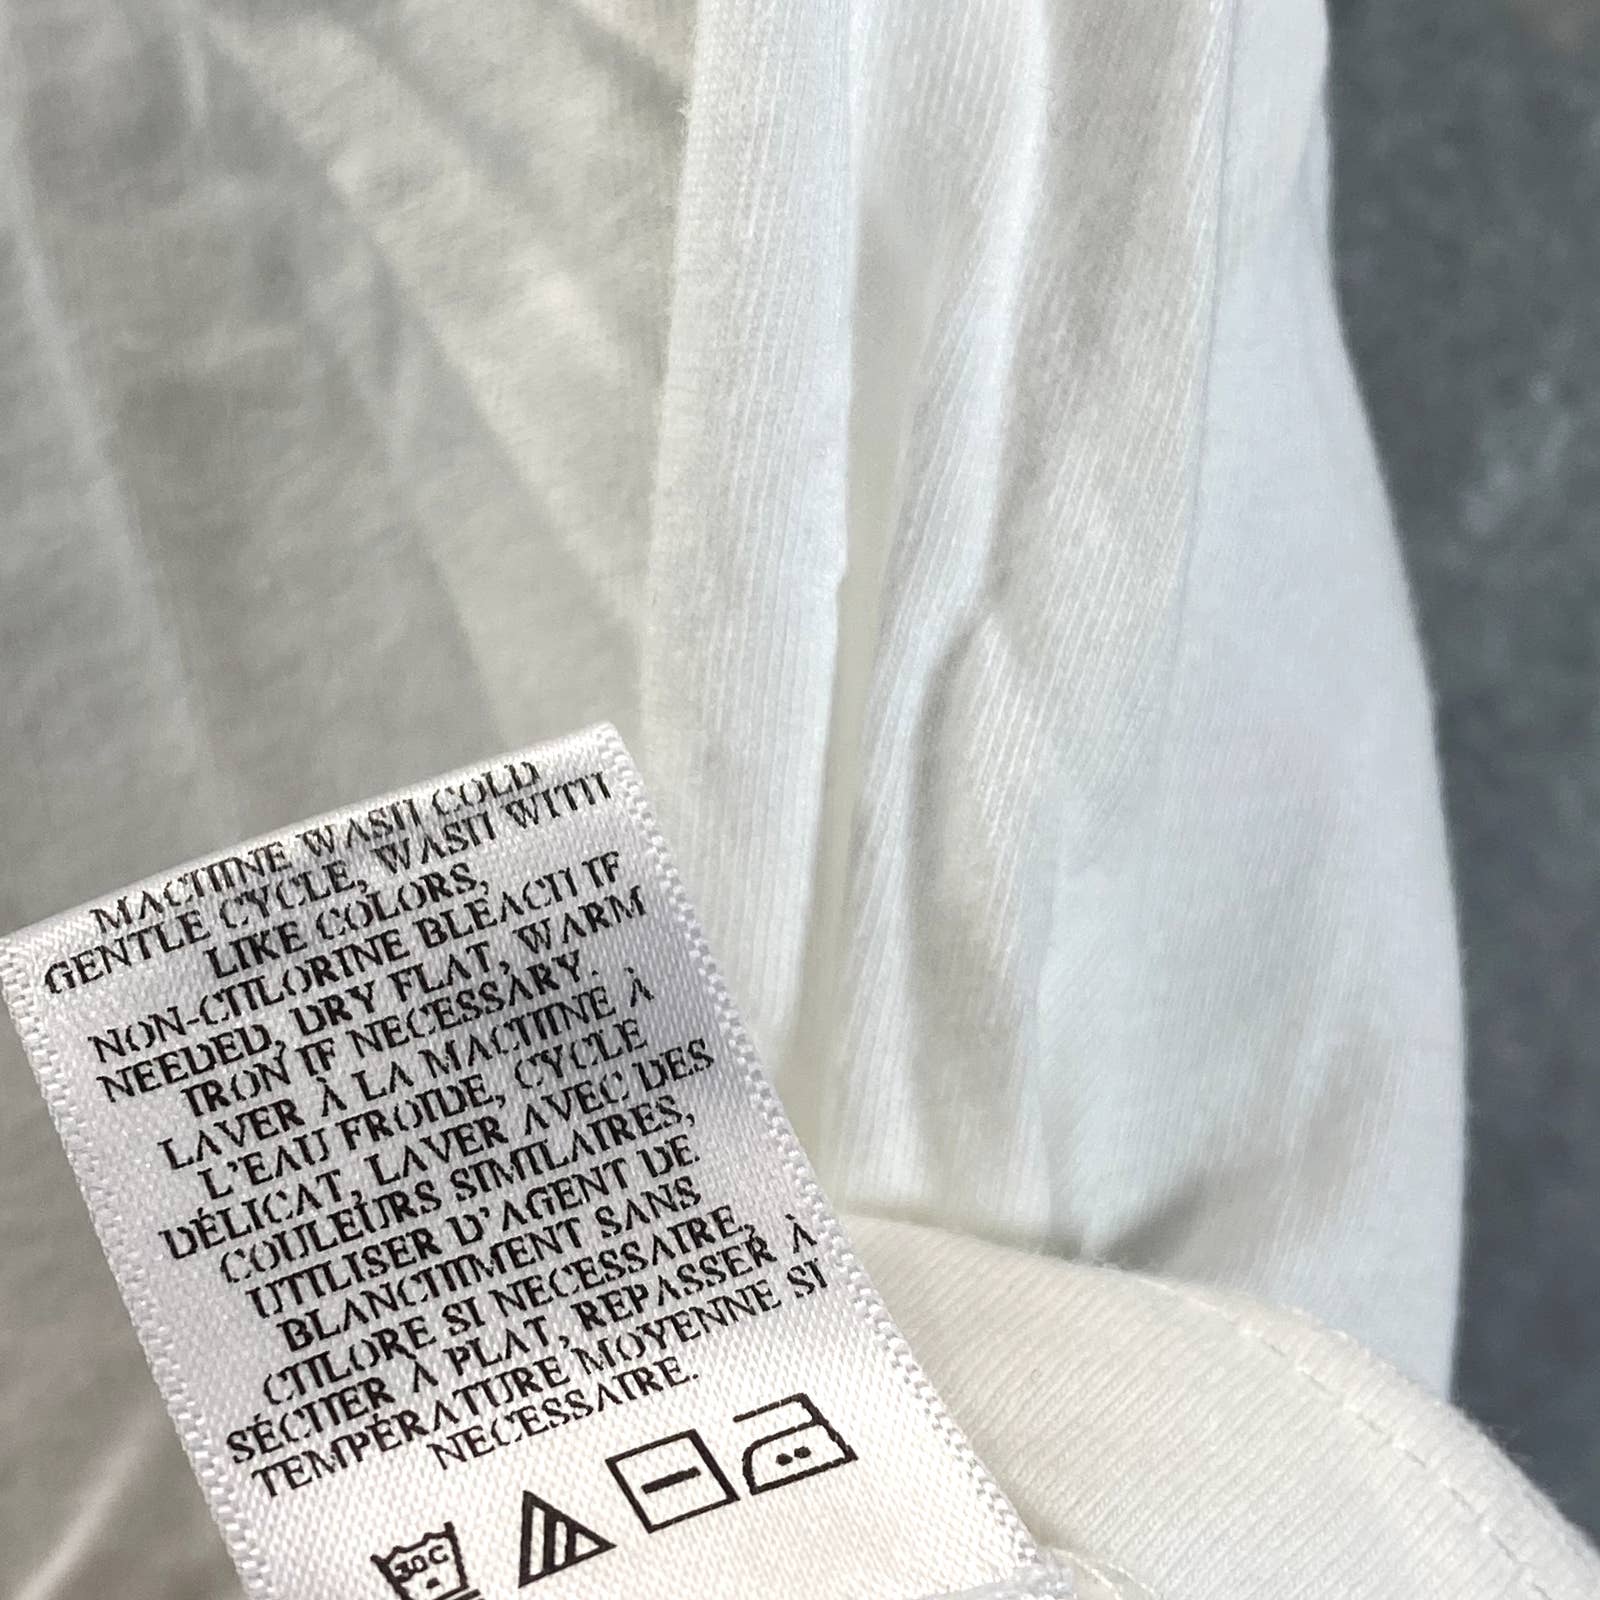 MACHINE WASH COLD
GENTLE CYCLE, WASH WITH
LIKE COLORS,
NON-CHLORINE BLEACH IF
NEEDED, DRY FLAT, WARM
IRON IF NECESSARY.
LAVER À LA MACHINE À
L'EAU FROIDE, CYCLE
DÉLICAT, LAVER AVEC DES
COULEURS SIMILAIRES,
UTILISER D'AGENT DE
BLANCHIMENT SANS
CHLORE SI NECESSAIRE,
SÉCHER À PLAT, REPASSER À
TEMPÉRATURE MOYENNE SI
NECESSAIRE.
30C